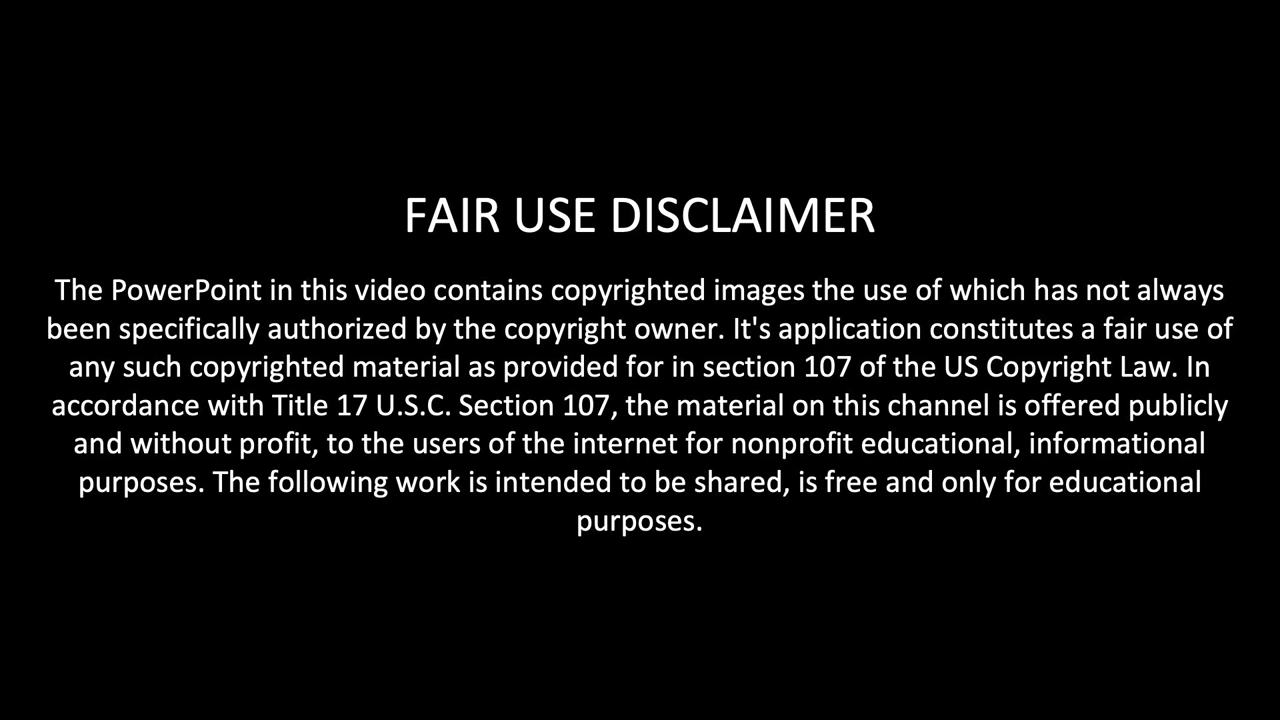 FAIR USE DISCLAIMER
The PowerPoint in this video contains copyrighted images the use of which has not always
been specifically authorized by the copyright owner. It's application constitutes a fair use of
any such copyrighted material as provided for in section 107 of the US Copyright Law. In
accordance with Title 17 U.S.C. Section 107, the material on this channel is offered publicly
and without profit, to the users of the internet for nonprofit educational, informational
purposes. The following work is intended to be shared, is free and only for educational
purposes.